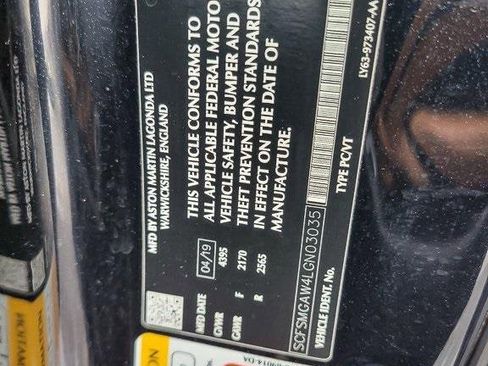 MFD BY ASTON MARTIN LAGONDA LTD
WARWICKSHIRE, ENGLAND
THIS VEHICLE CONFORMS TO
ALL APPLICABLE FEDERAL MOTOR
VEHICLE SAFETY, BUMPER AND
THEFT PREVENTION STANDARDS
IN EFFECT ON THE DATE OF
MANUFACTURE.
MFD DATE 04/19
GVWR 4395
GAWR F 2170
R 2565
SCFSMGAW4LGN03035
VEHICLE IDENT. No. TYPE PC/VT
LY63-973407-AA